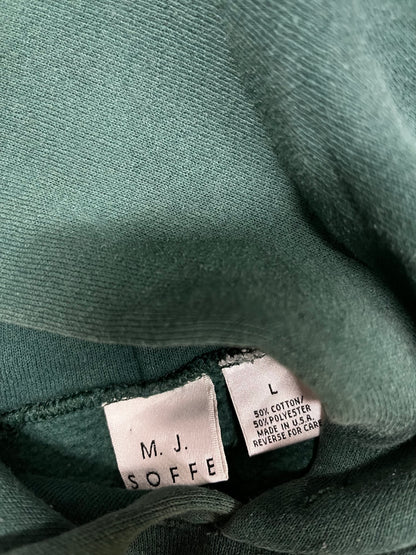 M. J.
SOFFE
L
50% COTTON/
50% POLYESTER
MADE IN U.S.A.
REVERSE FOR CARE